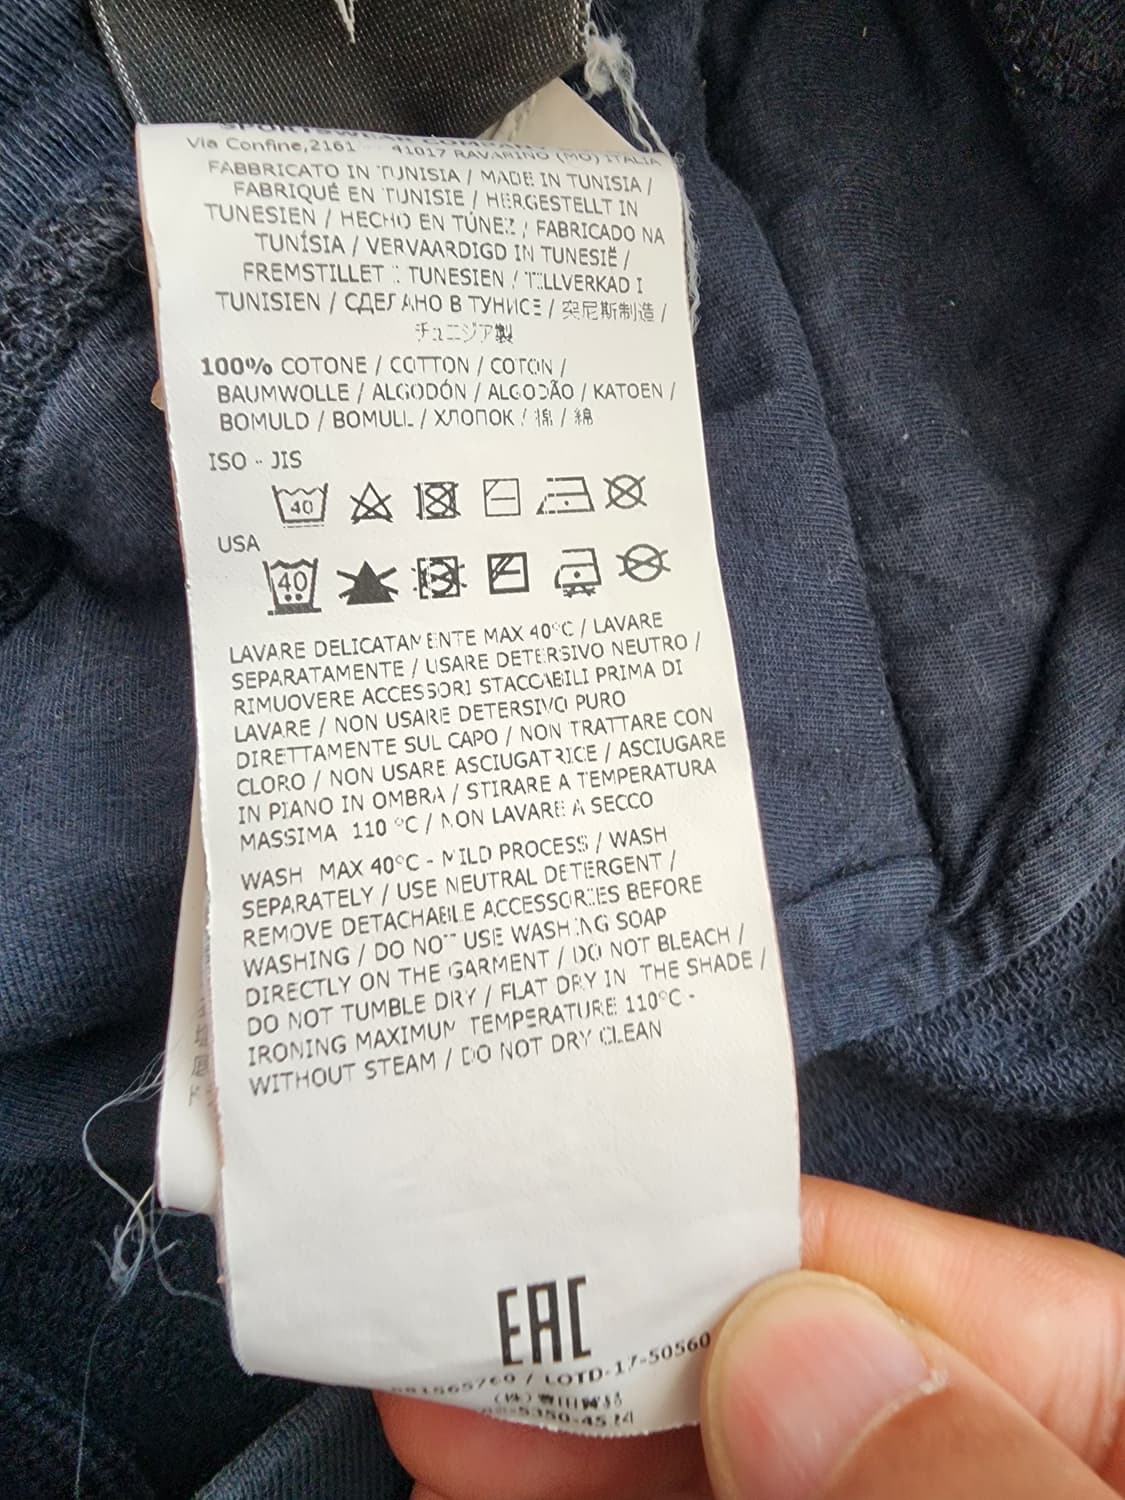 SPORTSWEAR COMPANY
Via Confine,2161 41017 RAVARINO (MO) ITALIA
FABBRICATO IN TUNISIA / MADE IN TUNISIA /
FABRIQUÉ EN TUNISIE / HERGESTELLT IN
TUNESIEN / HECHO EN TÚNEZ / FABRICADO NA
TUNÍSIA / VERVAARDIGD IN TUNESIË /
FREMSTILLET I TUNESIEN / TILLVERKAD I
TUNISIEN / СДЕЛАНО В ТУНИСЕ / 突尼斯制造 /
チュニジア製
100% COTONE / COTTON / COTON /
BAUMWOLLE / ALGODÓN / ALGODÃO / KATOEN /
BOMULD / BOMULL / ХЛОПОК / 棉 / 綿
ISO - JIS
40
USA
40
LAVARE DELICATAMENTE MAX 40°C / LAVARE
SEPARATAMENTE / USARE DETERSIVO NEUTRO /
RIMUOVERE ACCESSORI STACCABILI PRIMA DI
LAVARE / NON USARE DETERSIVO PURO
DIRETTAMENTE SUL CAPO / NON TRATTARE CON
CLORO / NON USARE ASCIUGATRICE / ASCIUGARE
IN PIANO IN OMBRA / STIRARE A TEMPERATURA
MASSIMA 110 °C / NON LAVARE A SECCO
WASH MAX 40°C - MILD PROCESS / WASH
SEPARATELY / USE NEUTRAL DETERGENT /
REMOVE DETACHABLE ACCESSORIES BEFORE
WASHING / DO NOT USE WASHING SOAP
DIRECTLY ON THE GARMENT / DO NOT BLEACH /
DO NOT TUMBLE DRY / FLAT DRY IN THE SHADE /
IRONING MAXIMUM TEMPERATURE 110°C -
WITHOUT STEAM / DO NOT DRY CLEAN
EAC
/ LOTD-17-50560